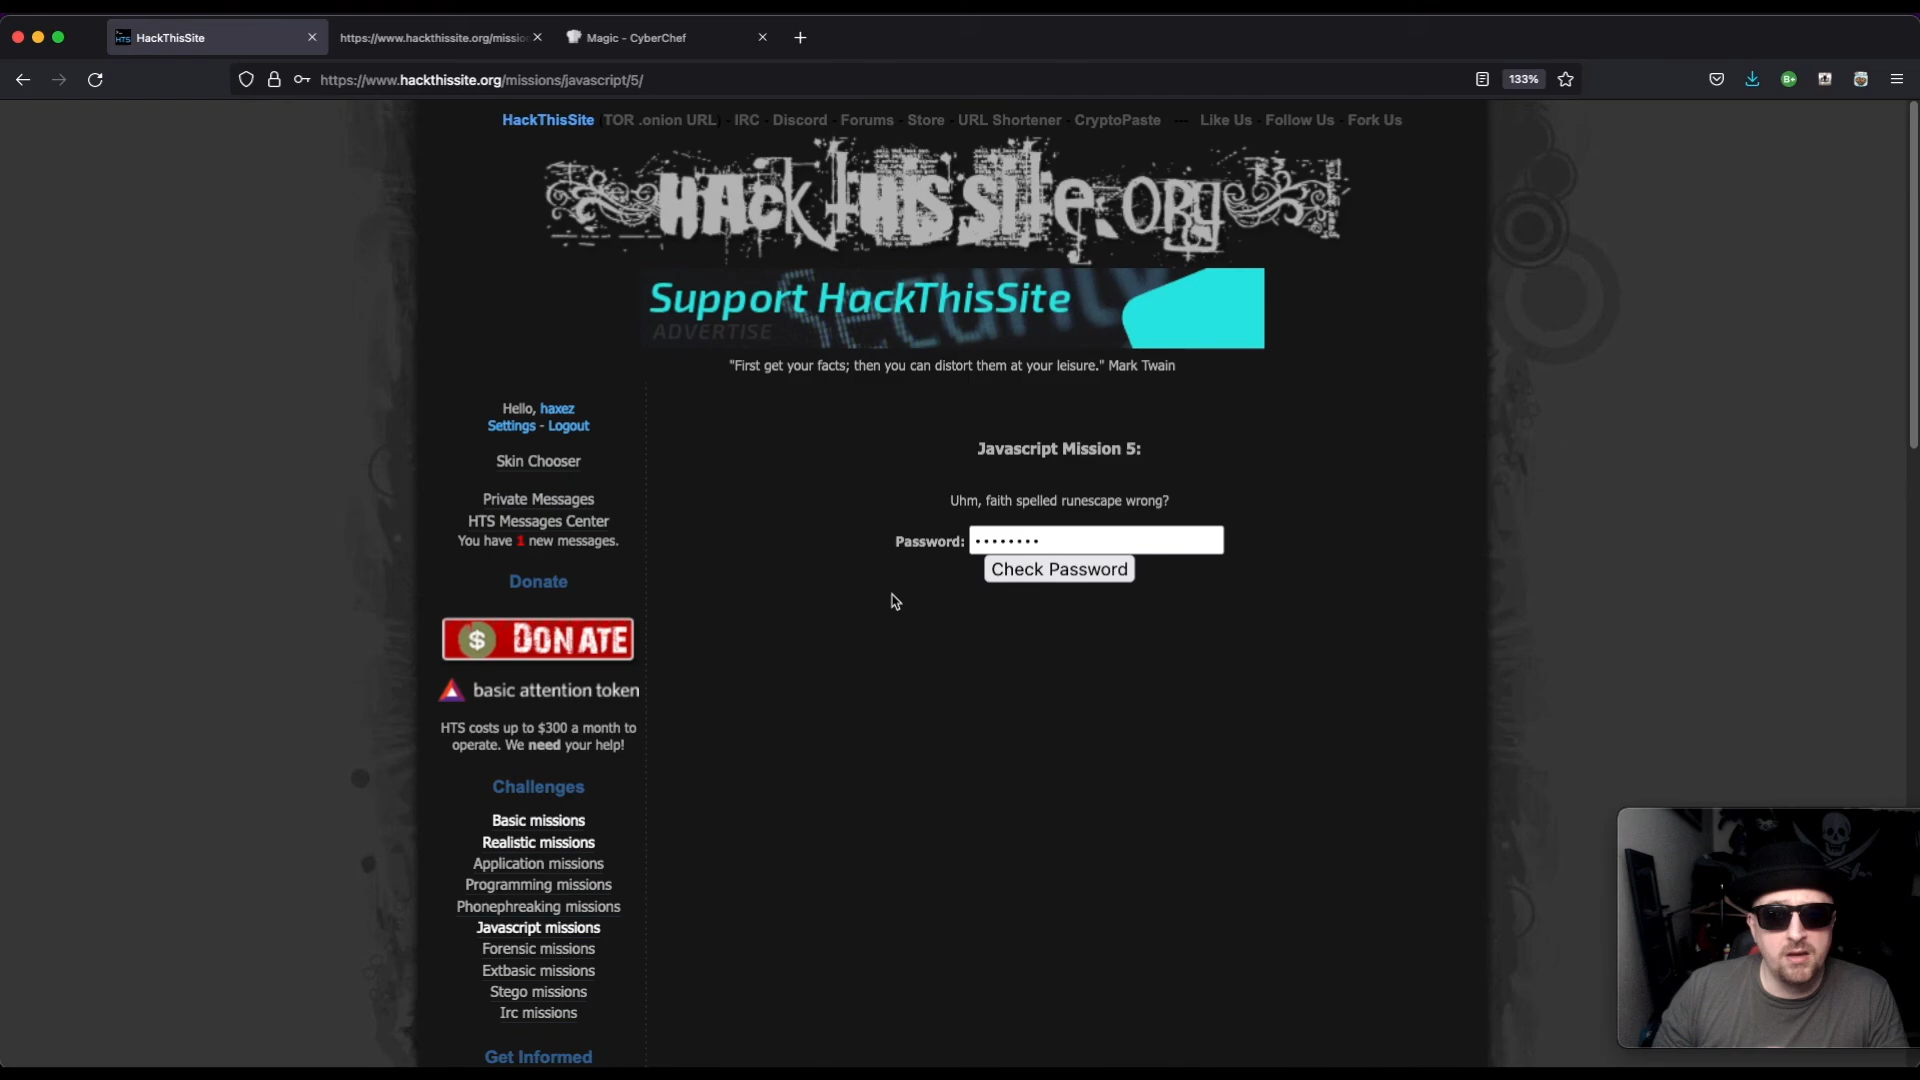 HackThisSite
https://www.hackthissite.org/missio
Magic - CyberChef
https://www.hackthissite.org/missions/javascript/5/
133%
HackThisSite (TOR .onion URL) - IRC - Discord - Forums - Store - URL Shortener - CryptoPaste --- Like Us - Follow Us - Fork Us
HACK THIS SITE.ORG
Support HackThisSite
ADVERTISE
Security
"First get your facts; then you can distort them at your leisure." Mark Twain
Hello, haxez
Settings - Logout
Skin Chooser
Private Messages
HTS Messages Center
You have 1 new messages.
Donate
$ DONATE
basic attention token
HTS costs up to $300 a month to
operate. We need your help!
Challenges
Basic missions
Realistic missions
Application missions
Programming missions
Phonephreaking missions
Javascript missions
Forensic missions
Extbasic missions
Stego missions
Irc missions
Get Informed
Javascript Mission 5:
Uhm, faith spelled runescape wrong?
Password: ••••••••
Check Password